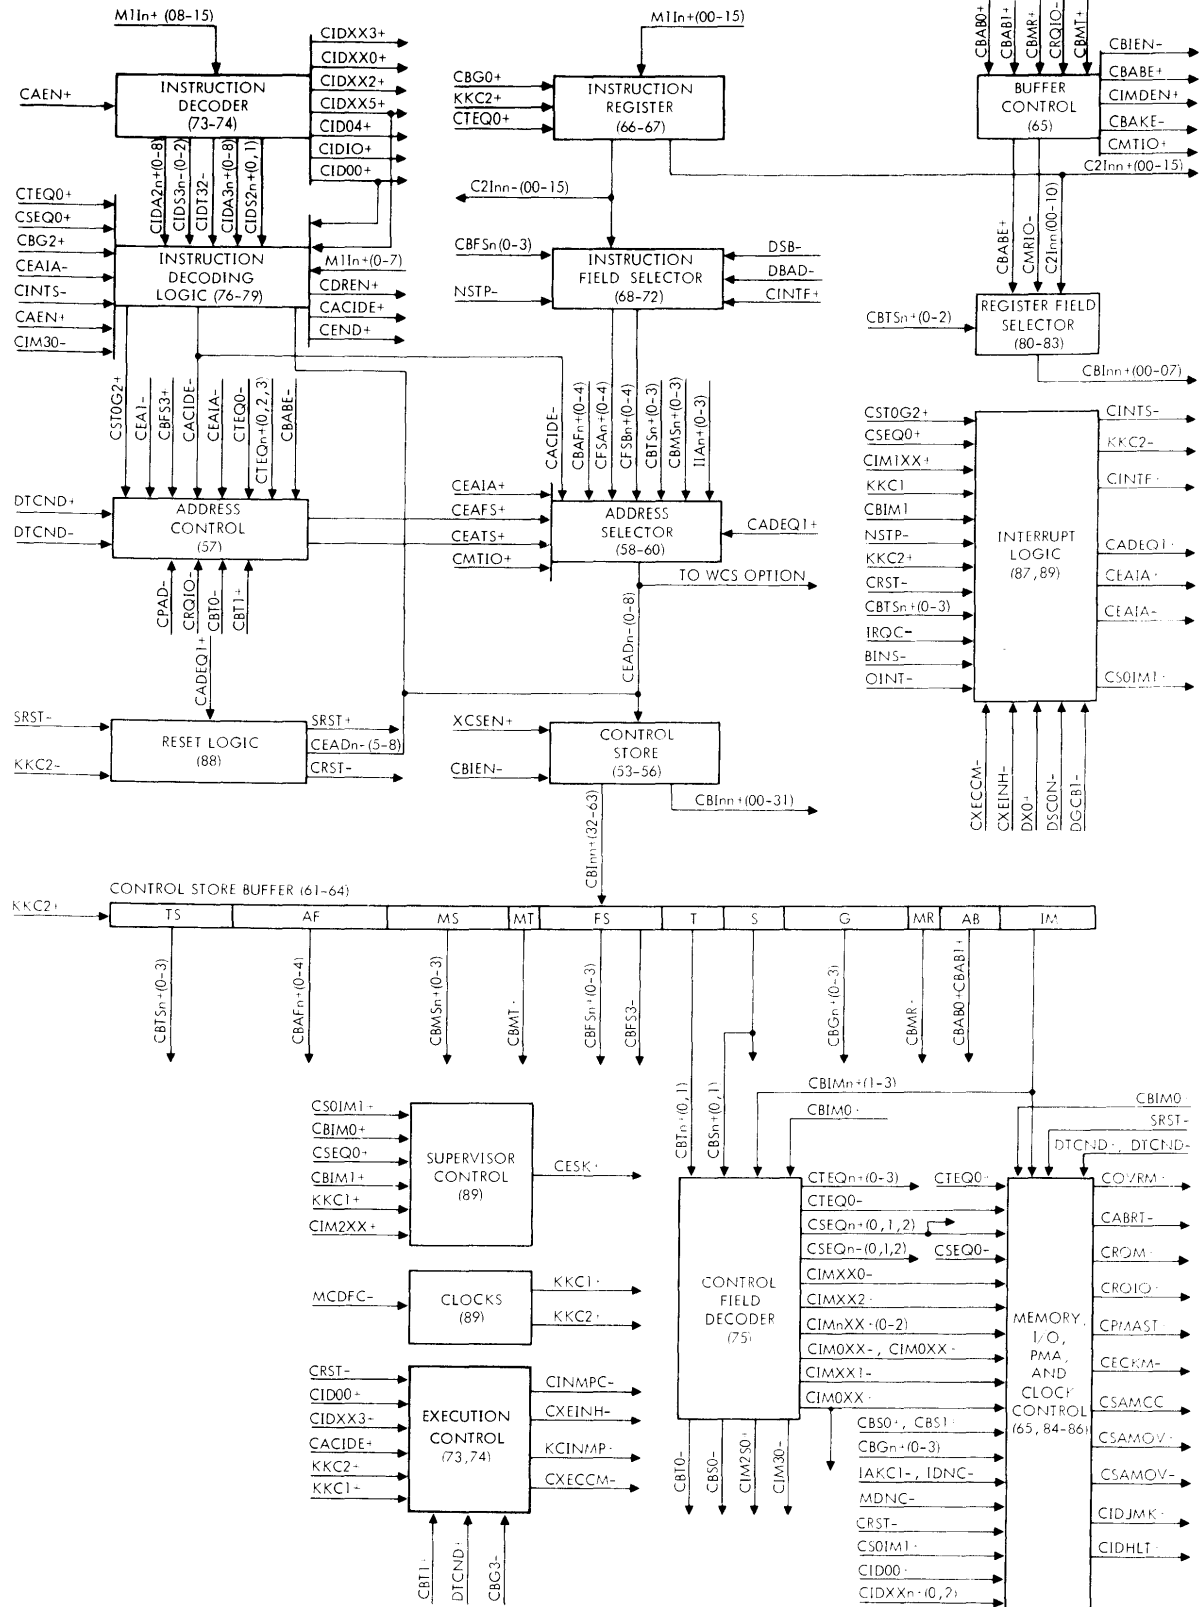 M1In+(08-15)
CAEN+
INSTRUCTION
DECODER
(73-74)
CIDXX3+
CIDXX0+
CIDXX2+
CIDXX5+
CID04+
CIDIO+
CID00+
CIDA2n+(0-8)
CIDS3n-(0-2)
CIDT32-
CIDA3n+(0-8)
CIDS2n+(0,1)
CTEQ0+
CSEQ0+
CBG2+
CEAIA-
CINTS-
CAEN+
CIM30-
INSTRUCTION
DECODING
LOGIC (76-79)
M1In+(0-7)
CDREN+
CACIDE+
CEND+
CST0G2+
CEA1-
CBFS3+
CACIDE-
CEAIA-
CTEQ0-
CTEQn+(0,2,3)
CBABE-
DTCND+
DTCND-
ADDRESS
CONTROL
(57)
CPAD-
CRQIO-
CBT0-
CBT1+
CADEQ1+
SRST-
KKC2-
RESET LOGIC
(88)
SRST+
CEADn-(5-8)
CRST-
M1In+(00-15)
CBG0+
KKC2+
CTEQ0+
INSTRUCTION
REGISTER
(66-67)
C2Inn-(00-15)
C2Inn+(00-15)
CBFSn(0-3)
NSTP-
INSTRUCTION
FIELD SELECTOR
(68-72)
DSB-
DBAD-
CINTF+
CACIDE-
CBAFn+(0-4)
CFSAn+(0-4)
CFSBn+(0-4)
CBTSn+(0-3)
CBMSn+(0-3)
IIAn+(0-3)
CEAIA+
CEAFS+
CEATS+
CMTIO+
ADDRESS
SELECTOR
(58-60)
CADEQ1+
TO WCS OPTION
CEADn-(0-8)
XCSEN+
CBIEN-
CONTROL
STORE
(53-56)
CBInn+(00-31)
CBInn+(32-63)
CBAB0+
CBAB1+
CBMR+
CRQIO-
CBMT+
BUFFER
CONTROL
(65)
CBIEN-
CBABE+
CIMDEN+
CBAKE-
CMTIO+
CBABE+
CMRIO-
C2Inn(00-10)
CBTSn+(0-2)
REGISTER FIELD
SELECTOR
(80-83)
CBInn+(00-07)
CST0G2+
CSEQ0+
CIM1XX+
KKC1
CBIM1
NSTP-
KKC2+
CRST-
CBTSn+(0-3)
IRQC-
BINS-
OINT-
INTERRUPT
LOGIC
(87,89)
CINTS-
KKC2-
CINTF+
CADEQ1+
CEAIA+
CEAIA-
CS0IM1+
CXECCM-
CXEINH-
DX0+
DSC0N-
DGCB1-
CONTROL STORE BUFFER (61-64)
KKC2+
TS AF MS MT FS T S G MR AB IM
CBTSn+(0-3)
CBAFn+(0-4)
CBMSn+(0-3)
CBMT+
CBFSn+(0-3)
CBFS3-
CBTn+(0,1)
CBSn+(0,1)
CBGn+(0-3)
CBMR+
CBAB0+CBAB1+
CBIMn+(1-3)
CBIM0+
CBIM0+
SRST-
DTCND+, DTCND-
CS0IM1+
CBIM0+
CSEQ0+
CBIM1+
KKC1+
CIM2XX+
SUPERVISOR
CONTROL
(89)
CESK+
MCDFC-
CLOCKS
(89)
KKC1+
KKC2+
CRST-
CID00+
CIDXX3-
CACIDE+
KKC2+
KKC1+
EXECUTION
CONTROL
(73,74)
CINMPC-
CXEINH-
KCINMP+
CXECCM-
CBT1+
DTCND+
CBG3-
CONTROL
FIELD
DECODER
(75)
CTEQn+(0-3)
CTEQ0-
CSEQn+(0,1,2)
CSEQn-(0,1,2)
CIMXX0-
CIMXX2+
CIMnXX+(0-2)
CIM0XX-, CIM0XX+
CIMXX1-
CIM0XX+
CBT0-
CBS0-
CIM2S0+
CIM30-
CTEQ0+
CSEQ0-
CBS0+, CBS1+
CBGn+(0-3)
IAKC1-, IDNC-
MDNC-
CRST-
CS0IM1+
CID00+
CIDXXn+(0,2)
MEMORY,
I/O,
PMA,
AND
CLOCK
CONTROL
(65, 84-86)
COVRM+
CABRT-
CROM+
CRQIO+
CPMAST+
CECKM-
CSAMCC
CSAMOV+
CSAMOV-
CIDJMK+
CIDHLT+